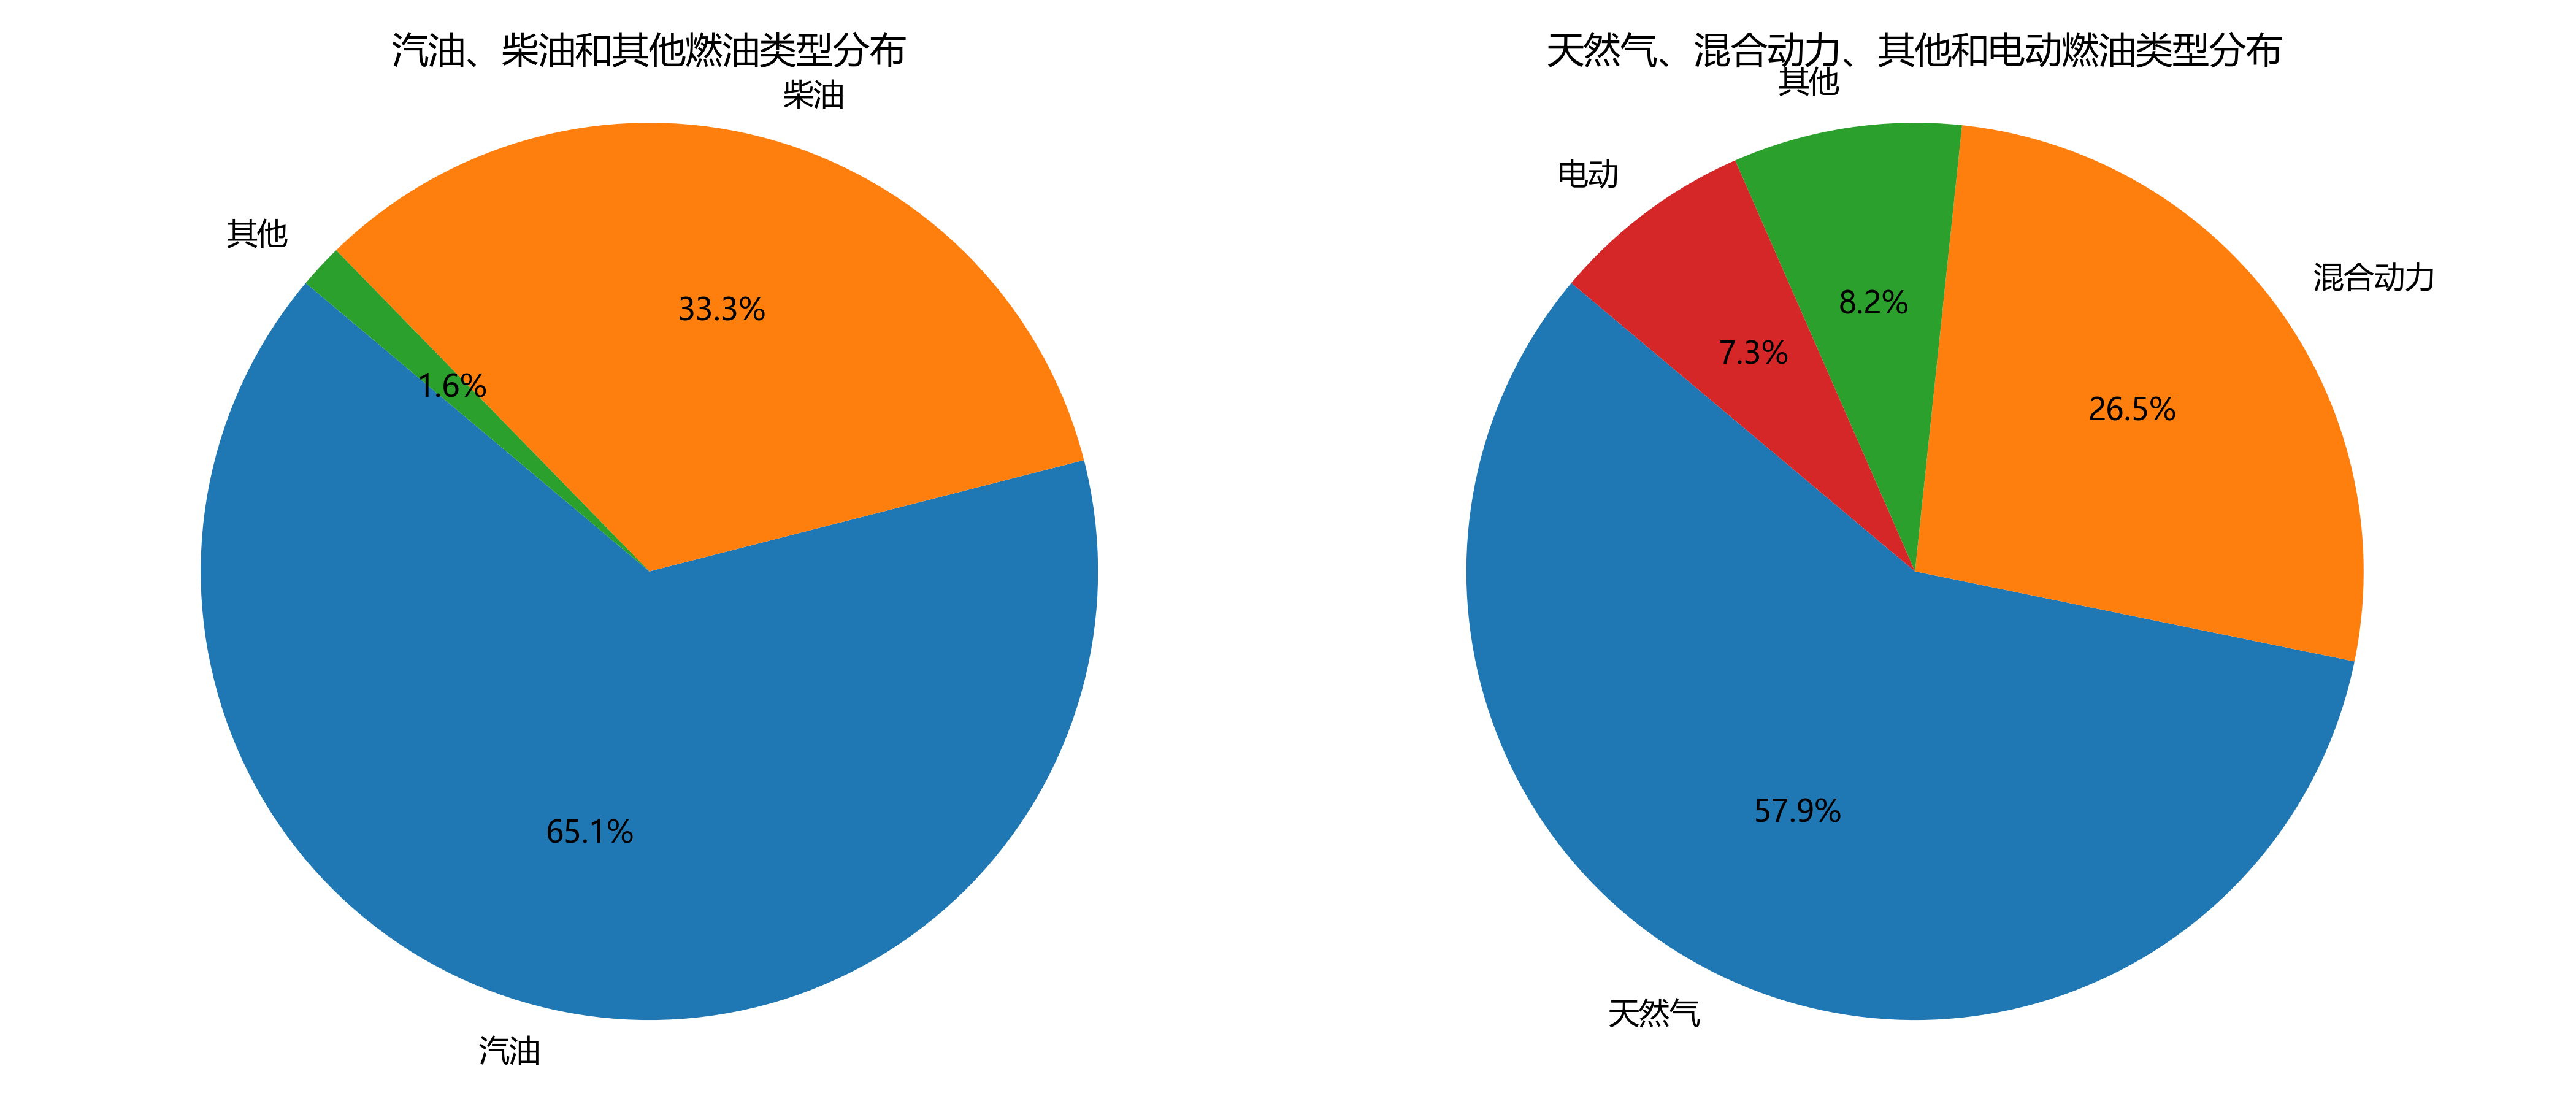 汽油、柴油和其他燃油类型分布
柴油
其他
33.3%
1.6%
65.1%
汽油
天然气、混合动力、其他和电动燃油类型分布
其他
电动
混合动力
8.2%
7.3%
26.5%
57.9%
天然气